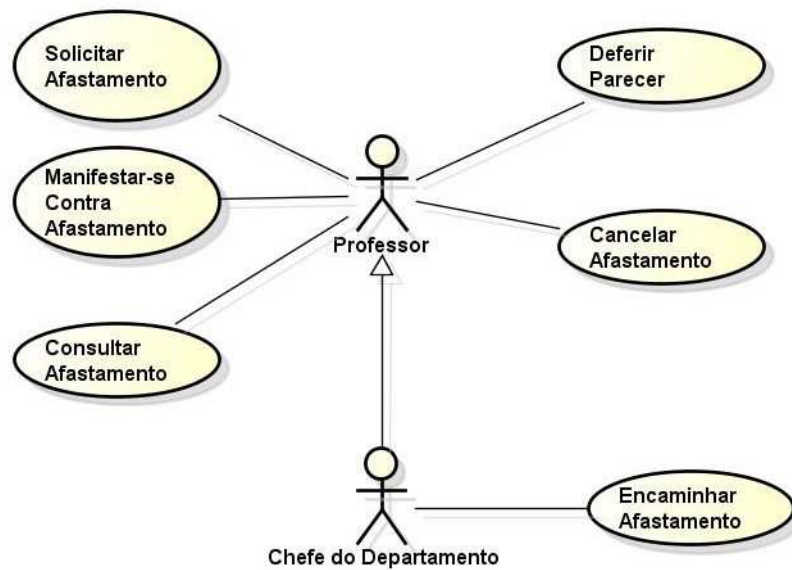 Solicitar
Afastamento
Deferir
Parecer
Manifestar-se
Contra
Afastamento
Professor
Cancelar
Afastamento
Consultar
Afastamento
Encaminhar
Afastamento
Chefe do Departamento